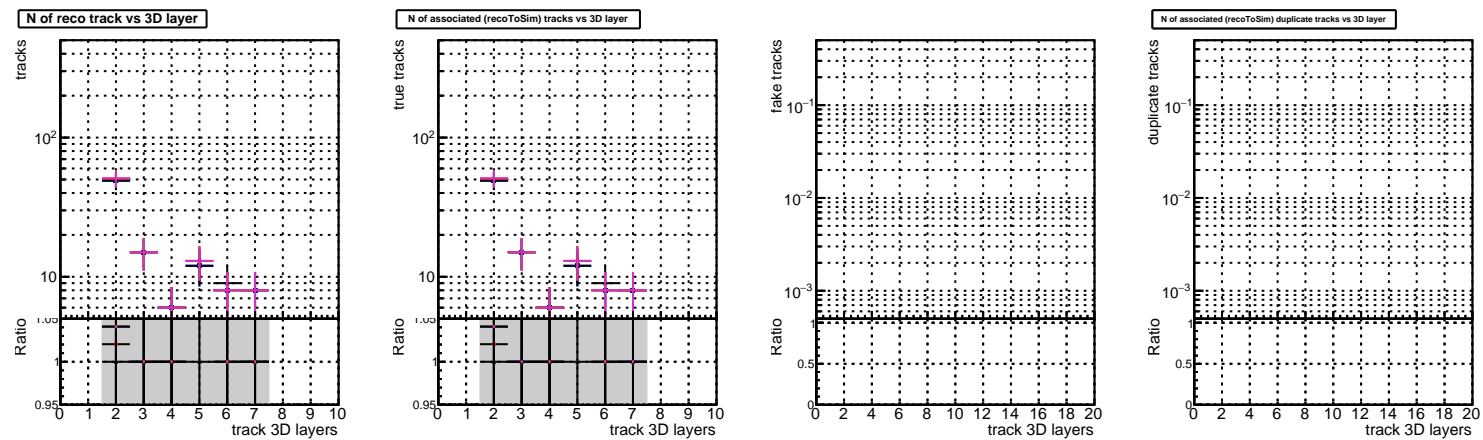 N of reco track vs 3D layer
tracks
10²
10
Ratio
1.05
1
0.95
0 1 2 3 4 5 6 7 8 9 10
track 3D layers
N of associated (recoToSim) tracks vs 3D layer
true tracks
10²
10
Ratio
1.05
1
0.95
0 1 2 3 4 5 6 7 8 9 10
track 3D layers
fake tracks
10⁻¹
10⁻²
10⁻³
Ratio
1
0.5
0
0 2 4 6 8 10 12 14 16 18 20
track 3D layers
N of associated (recoToSim) duplicate tracks vs 3D layer
duplicate tracks
10⁻¹
10⁻²
10⁻³
Ratio
1
0.5
0
0 2 4 6 8 10 12 14 16 18 20
track 3D layers